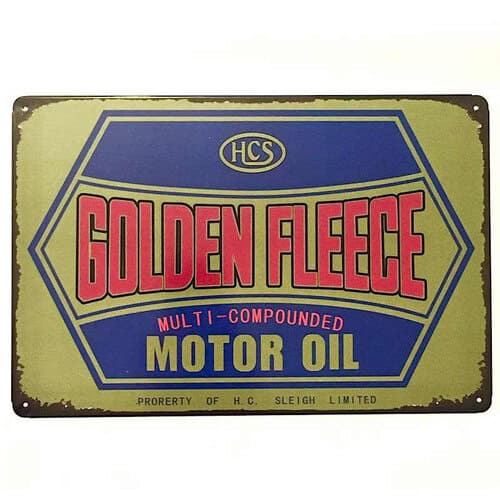 HCS
GOLDEN FLEECE
MULTI-COMPOUNDED
MOTOR OIL
PRORERTY OF H.C. SLEIGH LIMITED